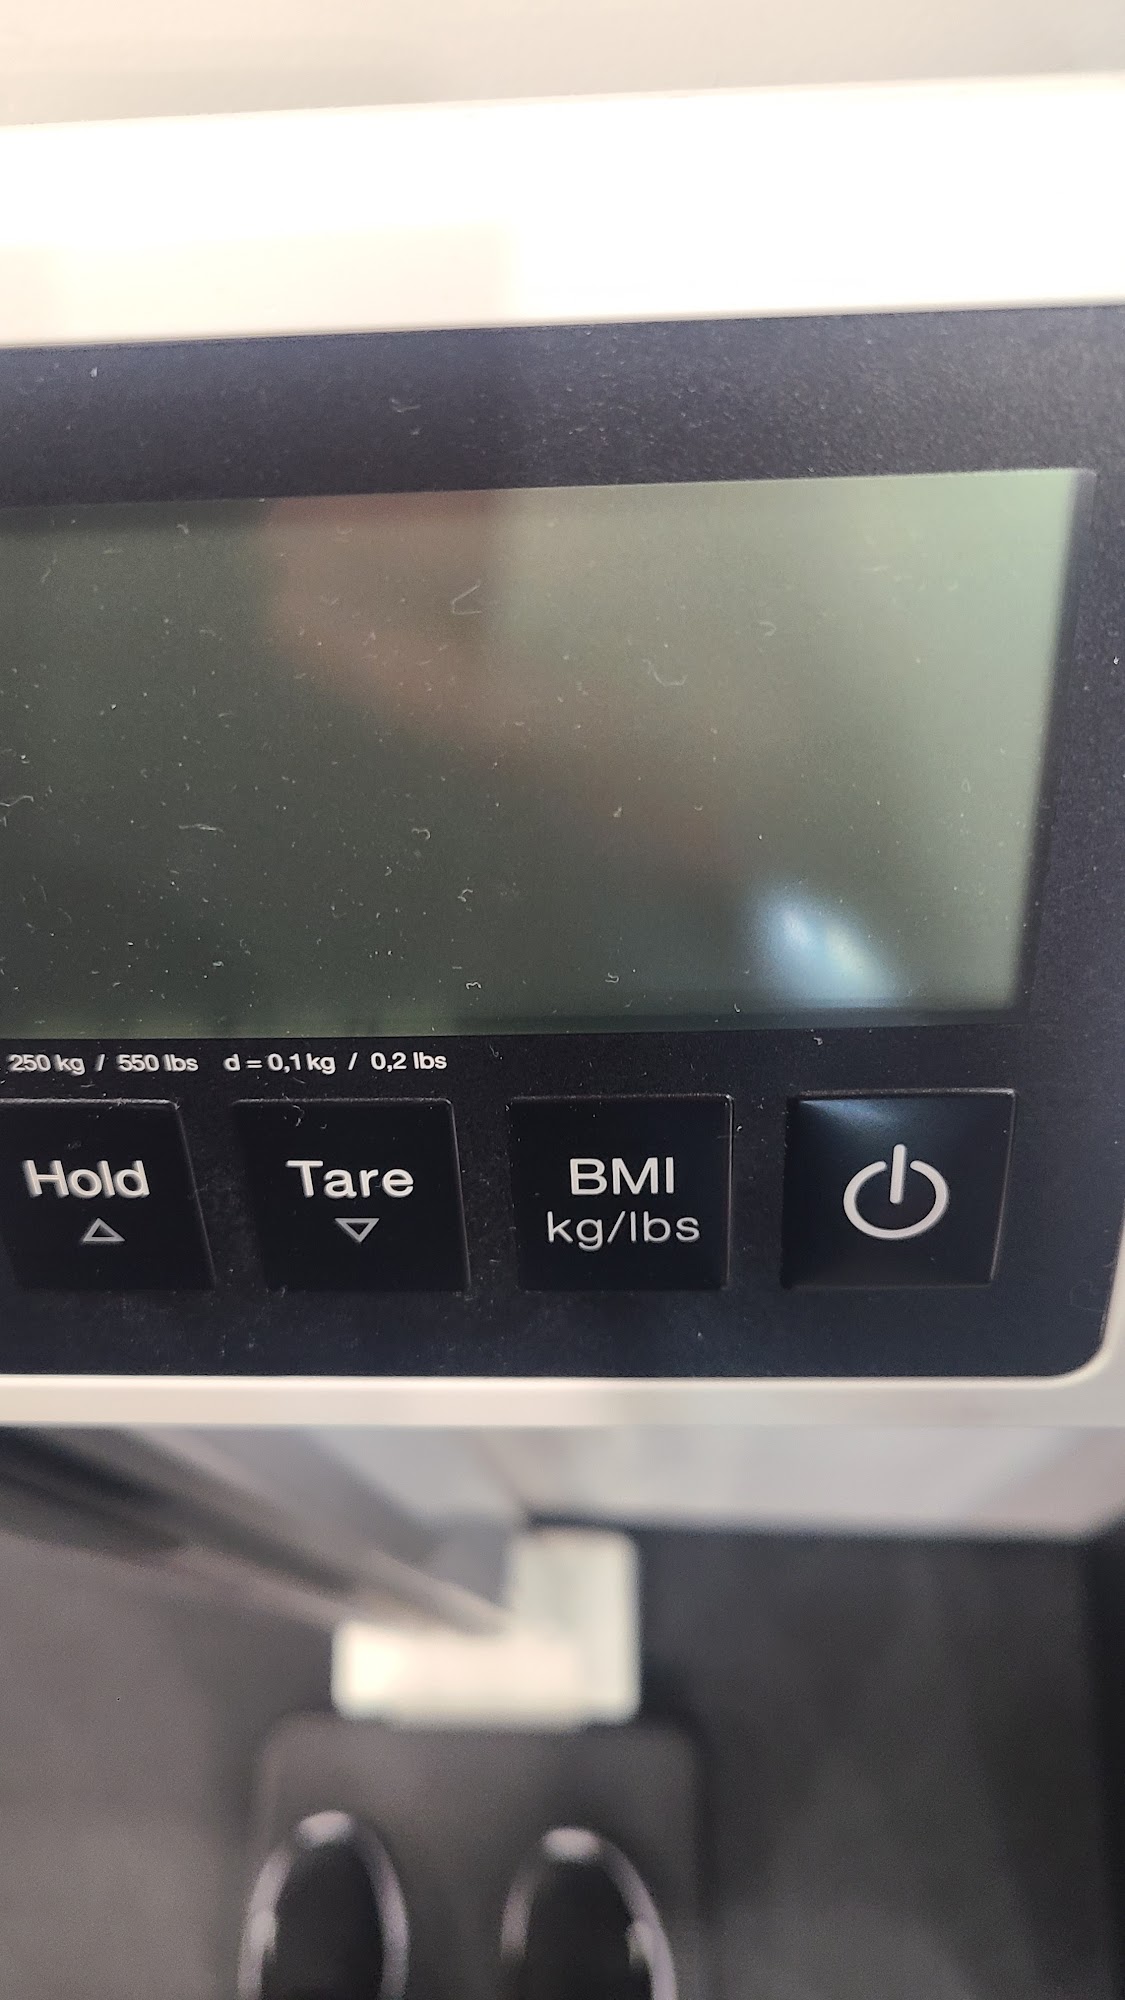 250 kg / 550 lbs d = 0,1 kg / 0,2 lbs
Hold
Tare
BMI
kg/lbs